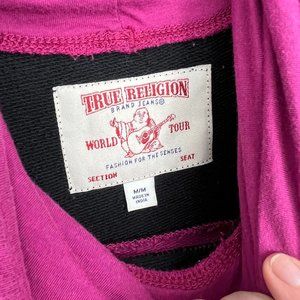 TRUE RELIGION
BRAND JEANS®
WORLD TOUR
FASHION FOR THE SENSES
SECTION SEAT
M/M
MADE IN
INDIA